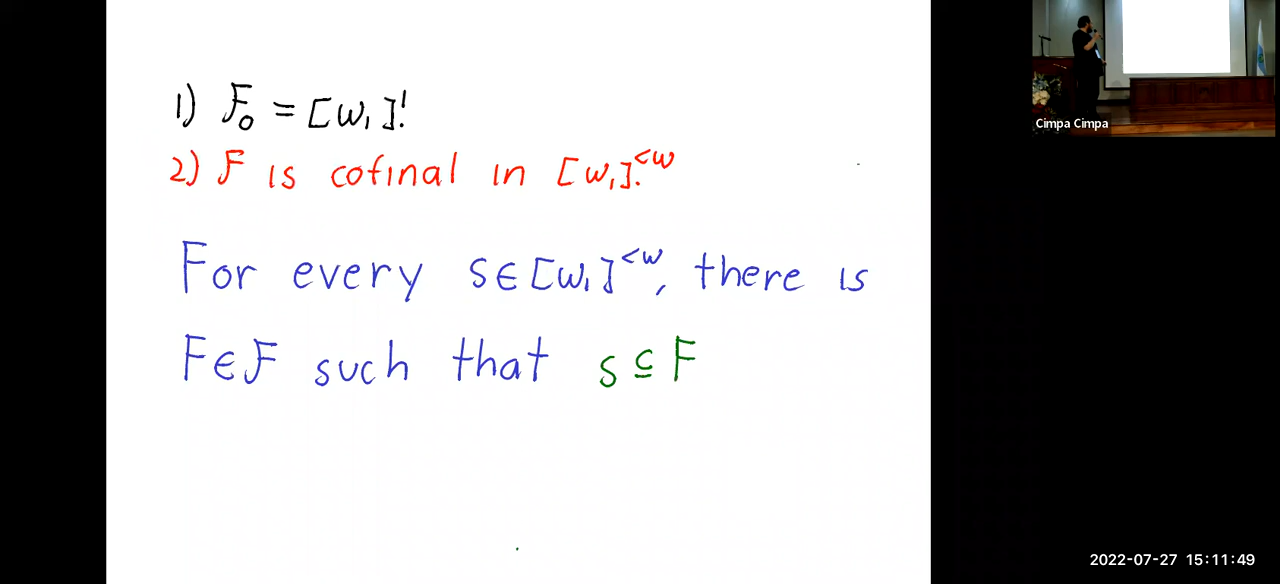 1) F₀ = [ω₁]¹.
2) F is cofinal in [ω₁]^{<ω}.
For every s∈[ω₁]^{<ω}, there is
F∈F such that s⊆F
Cimpa Cimpa
2022-07-27 15:11:49